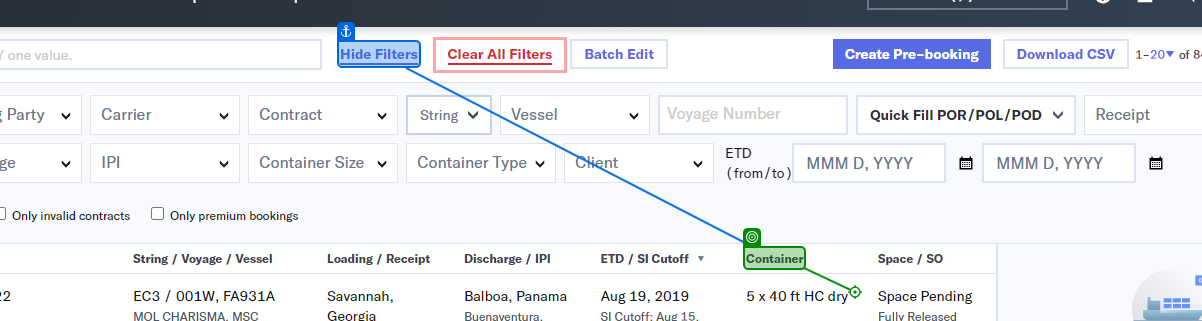 Y one value.
Hide Filters
Clear All Filters
Batch Edit
Create Pre-booking
Download CSV
1-20▾ of 8
g Party
Carrier
Contract
String
Vessel
Voyage Number
Quick Fill POR/POL/POD
Receipt
ge
IPI
Container Size
Container Type
Client
ETD
(from/to)
MMM D, YYYY
MMM D, YYYY
Only invalid contracts
Only premium bookings
String / Voyage / Vessel
Loading / Receipt
Discharge / IPI
ETD / SI Cutoff ▾
Container
Space / SO
22
EC3 / 001W, FA931A
Savannah,
Balboa, Panama
Aug 19, 2019
5 x 40 ft HC dry
Space Pending
MOL CHARISMA, MSC
Georgia
Buenaventura,
SI Cutoff: Aug 15,
Fully Released